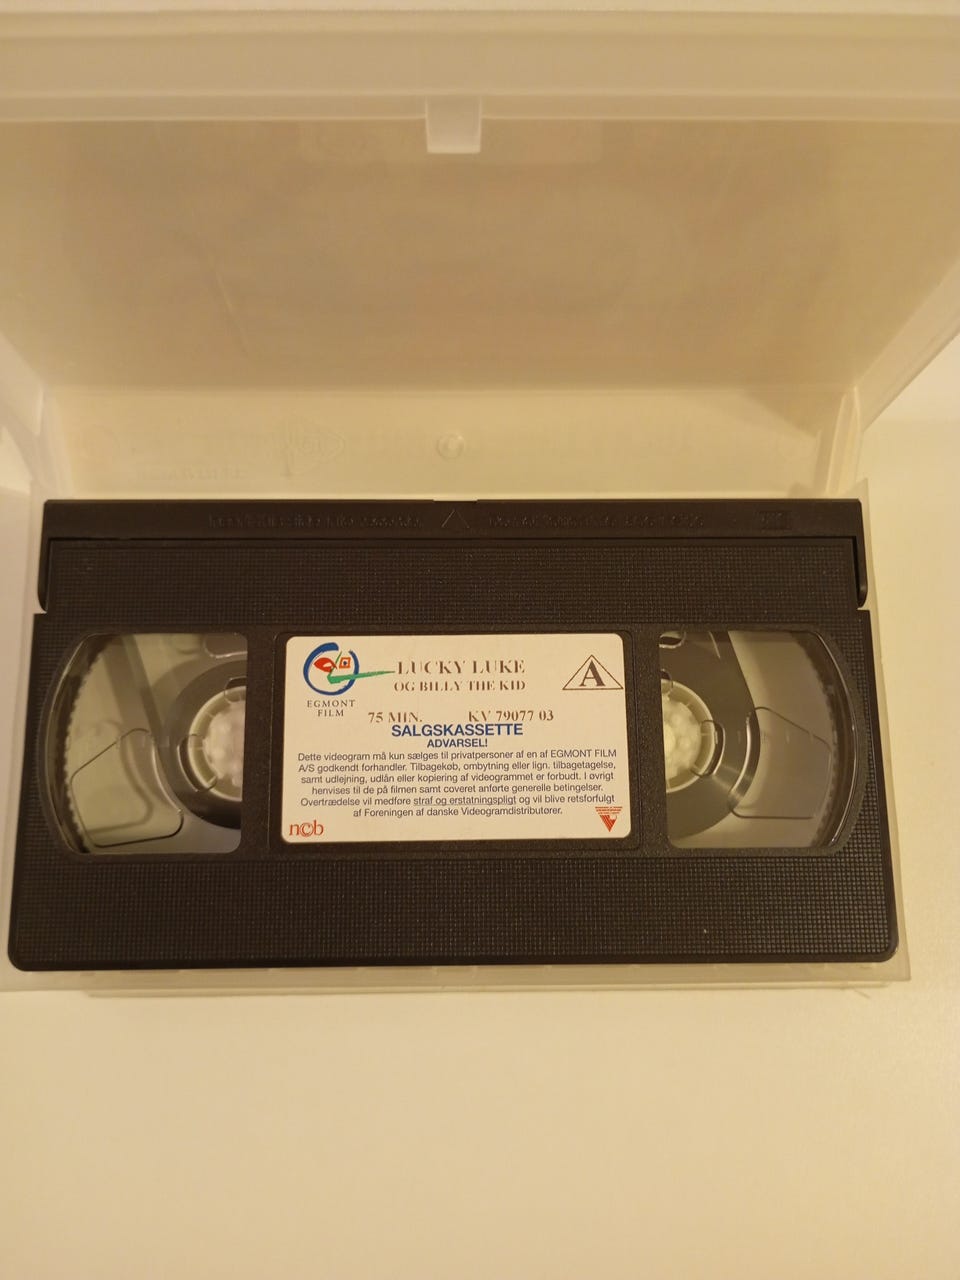 LUCKY LUKE
OG BILLY THE KID
A
EGMONT
FILM
75 MIN. KV 79077 03
SALGSKASSETTE
ADVARSEL!
Dette videogram må kun sælges til privatpersoner af en af EGMONT FILM
A/S godkendt forhandler. Tilbagekøb, ombytning eller lign. tilbagetagelse,
samt udlejning, udlån eller kopiering af videogrammet er forbudt. I øvrigt
henvises til de på filmen samt coveret anførte generelle betingelser.
Overtrædelse vil medføre straf og erstatningspligt og vil blive retsforfulgt
af Foreningen af danske Videogramdistributører.
ncb